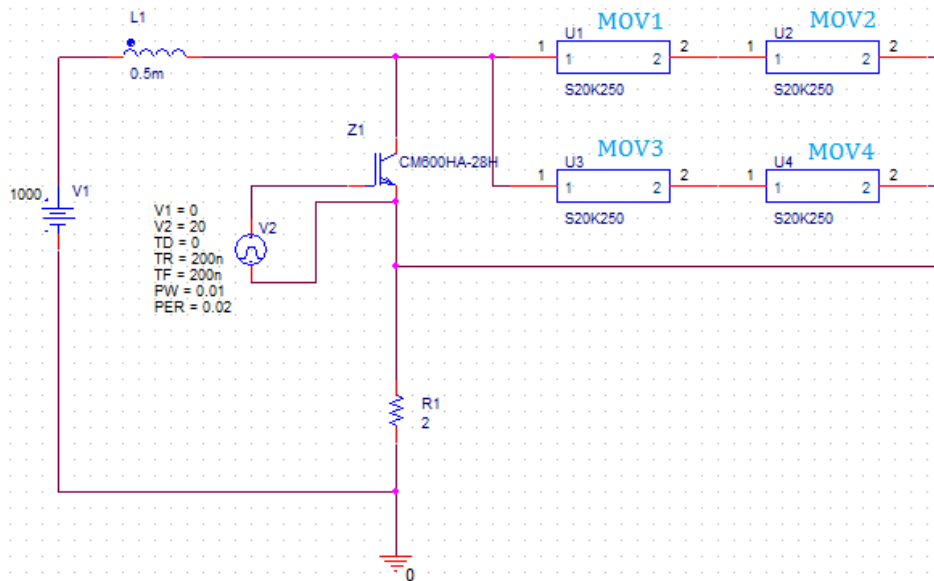 L1
0.5m
1
U1
MOV1
1
2
S20K250
2
1
U2
MOV2
1
2
S20K250
2
Z1
CM600HA-28H
1
U3
MOV3
1
2
S20K250
2
1
U4
MOV4
1
2
S20K250
2
1000
V1
V1 = 0
V2 = 20
TD = 0
TR = 200n
TF = 200n
PW = 0.01
PER = 0.02
V2
R1
2
0